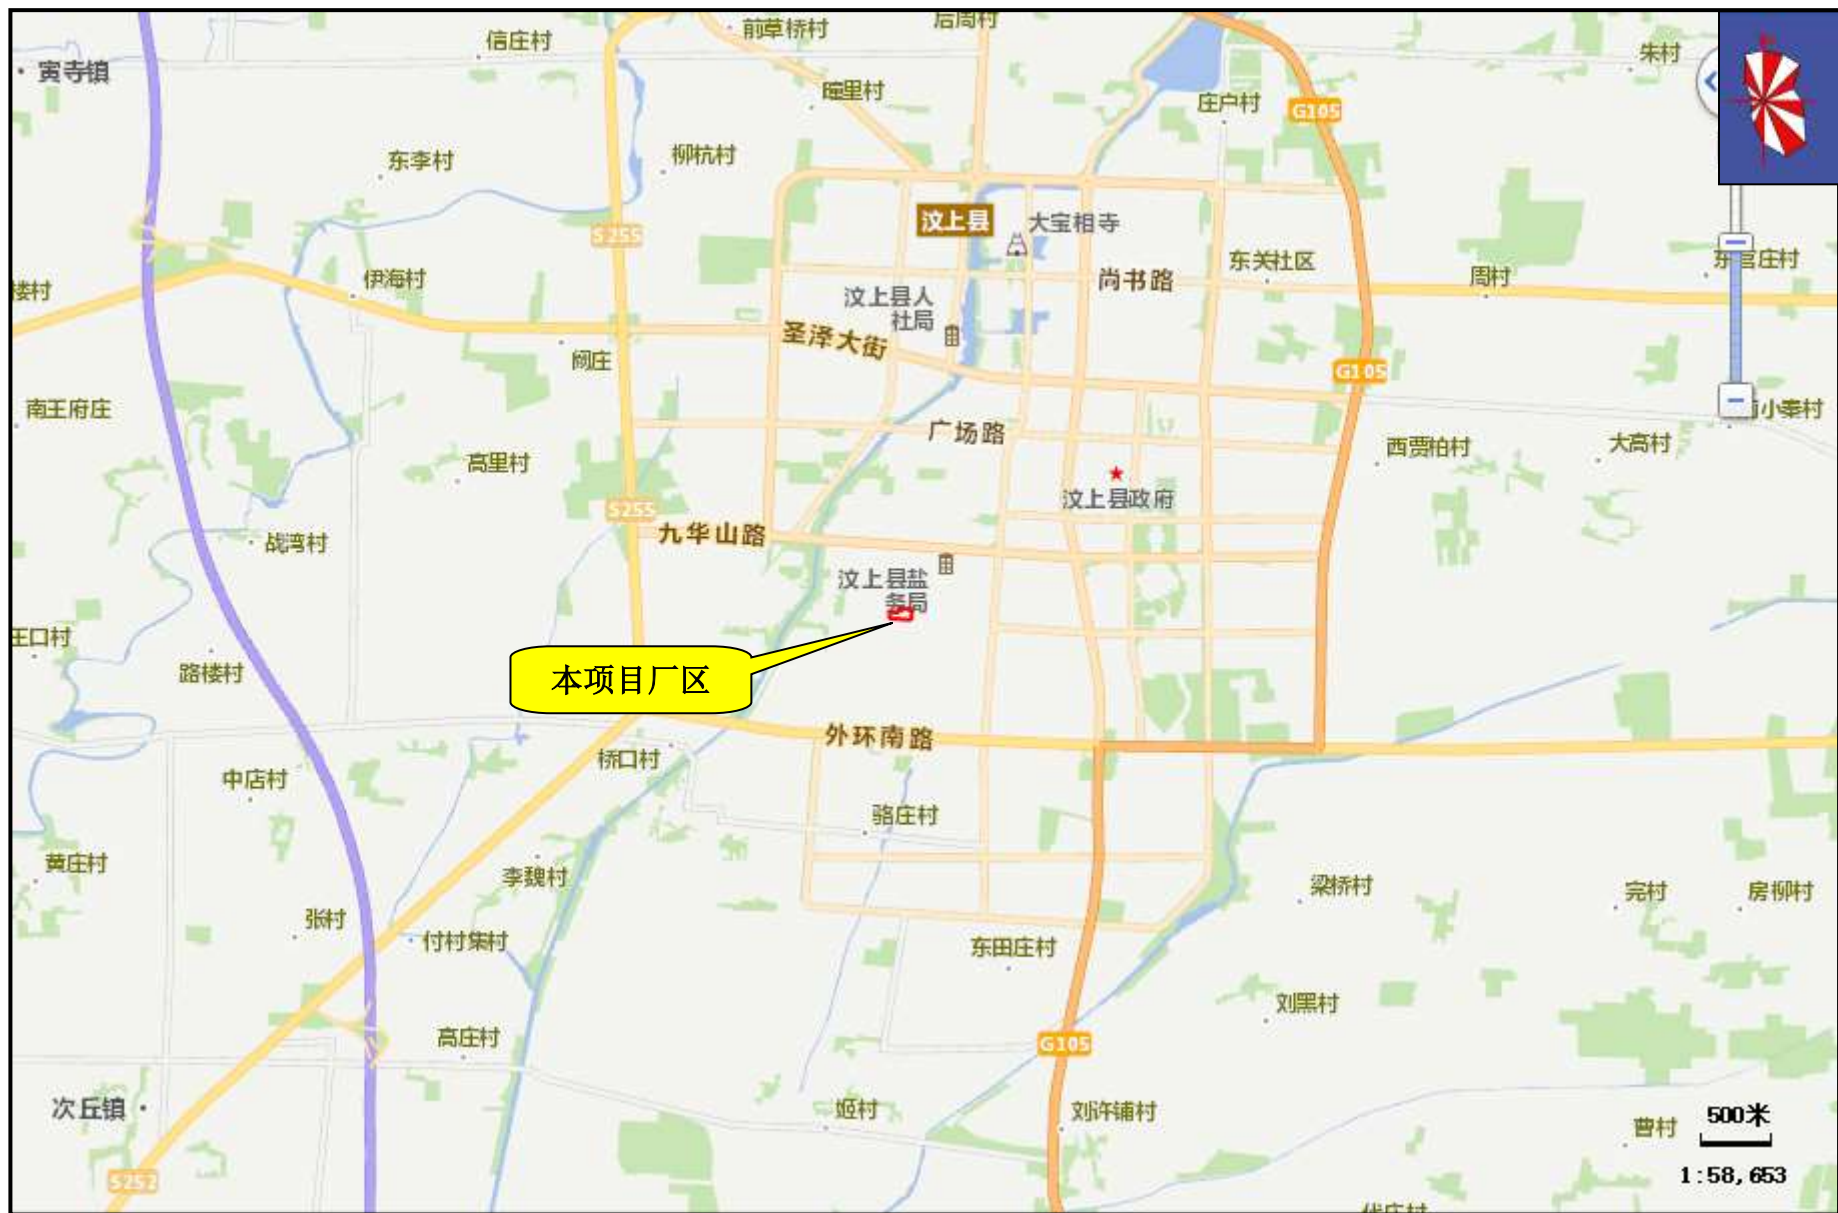 后周村
前草桥村
信庄村
朱村
寅寺镇
疃里村
庄户村
G105
柳杭村
东李村
汶上县
大宝相寺
S255
东关社区
伊海村
尚书路
周村
楼村
汶上县人
社局
圣泽大街
阙庄
G105
南王府庄
小秦村
广场路
西贾柏村
大高村
高里村
汶上县政府
S255
九华山路
战湾村
汶上县盐
务局
王口村
路楼村
本项目厂区
外环南路
桥口村
中店村
骆庄村
黄庄村
李魏村
梁桥村
完村
房柳村
张村
付村集村
东田庄村
刘黑村
高庄村
G105
次丘镇
姬村
刘许铺村
500米
曹村
1:58,653
S252